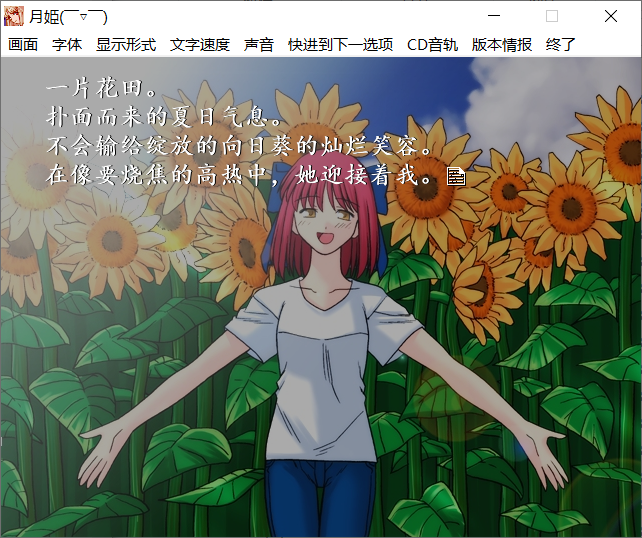 月姫(￣▽￣)
画面 字体 显示形式 文字速度 声音 快进到下一选项 CD音轨 版本情报 终了
一片花田。
扑面而来的夏日气息。
不会输给绽放的向日葵的灿烂笑容。
在像要烧焦的高热中，她迎接着我。